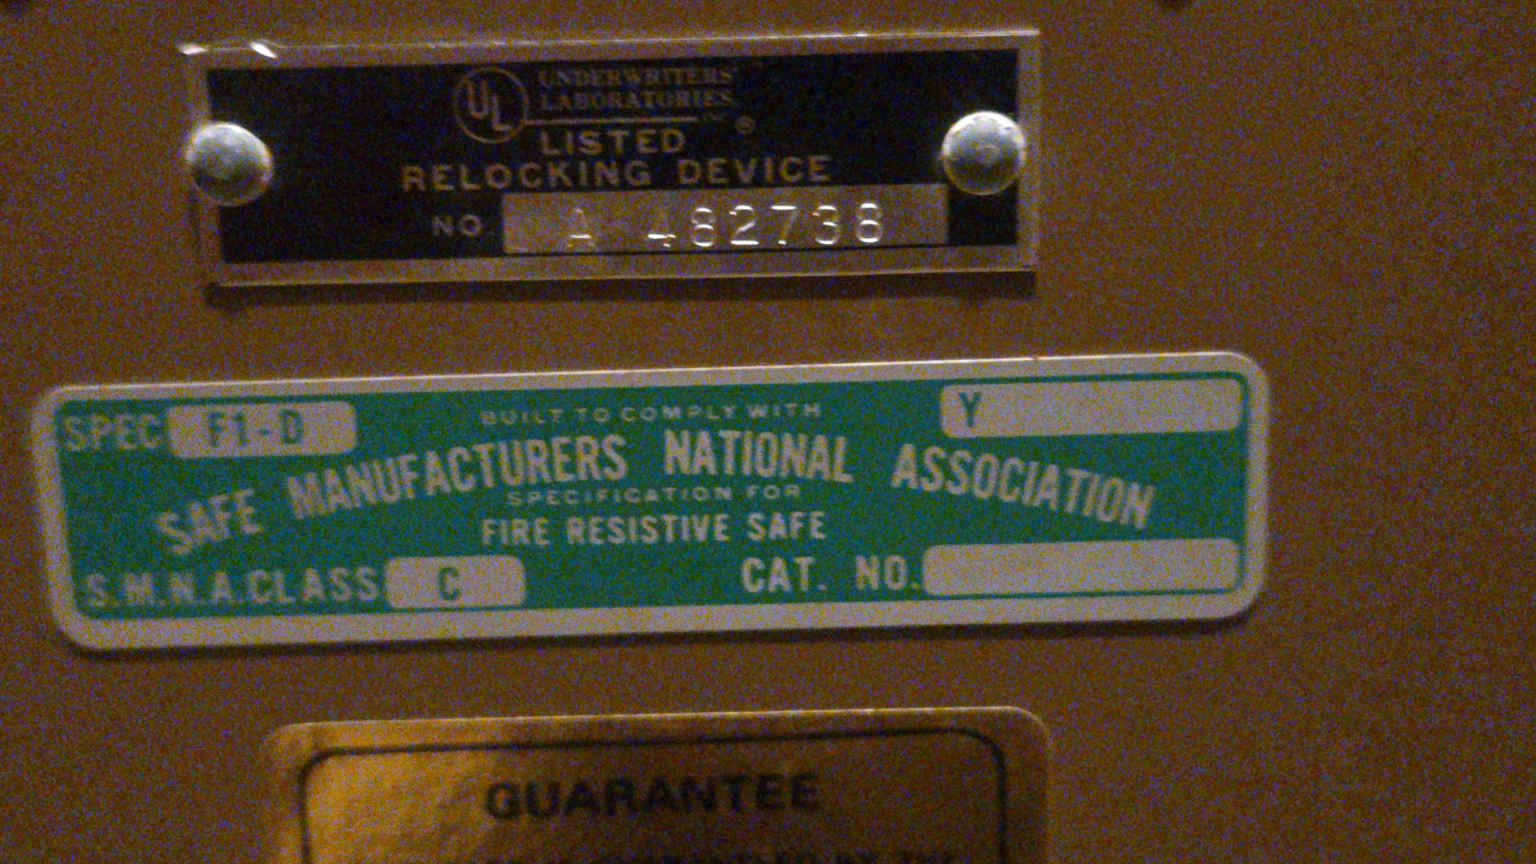 UL UNDERWRITERS'
LABORATORIES
INC. ®
LISTED
RELOCKING DEVICE
NO A 482738
SPEC F1-D
BUILT TO COMPLY WITH
Y
SAFE MANUFACTURERS NATIONAL ASSOCIATION
SPECIFICATION FOR
FIRE RESISTIVE SAFE
S.M.N.A. CLASS C
CAT. NO.
GUARANTEE